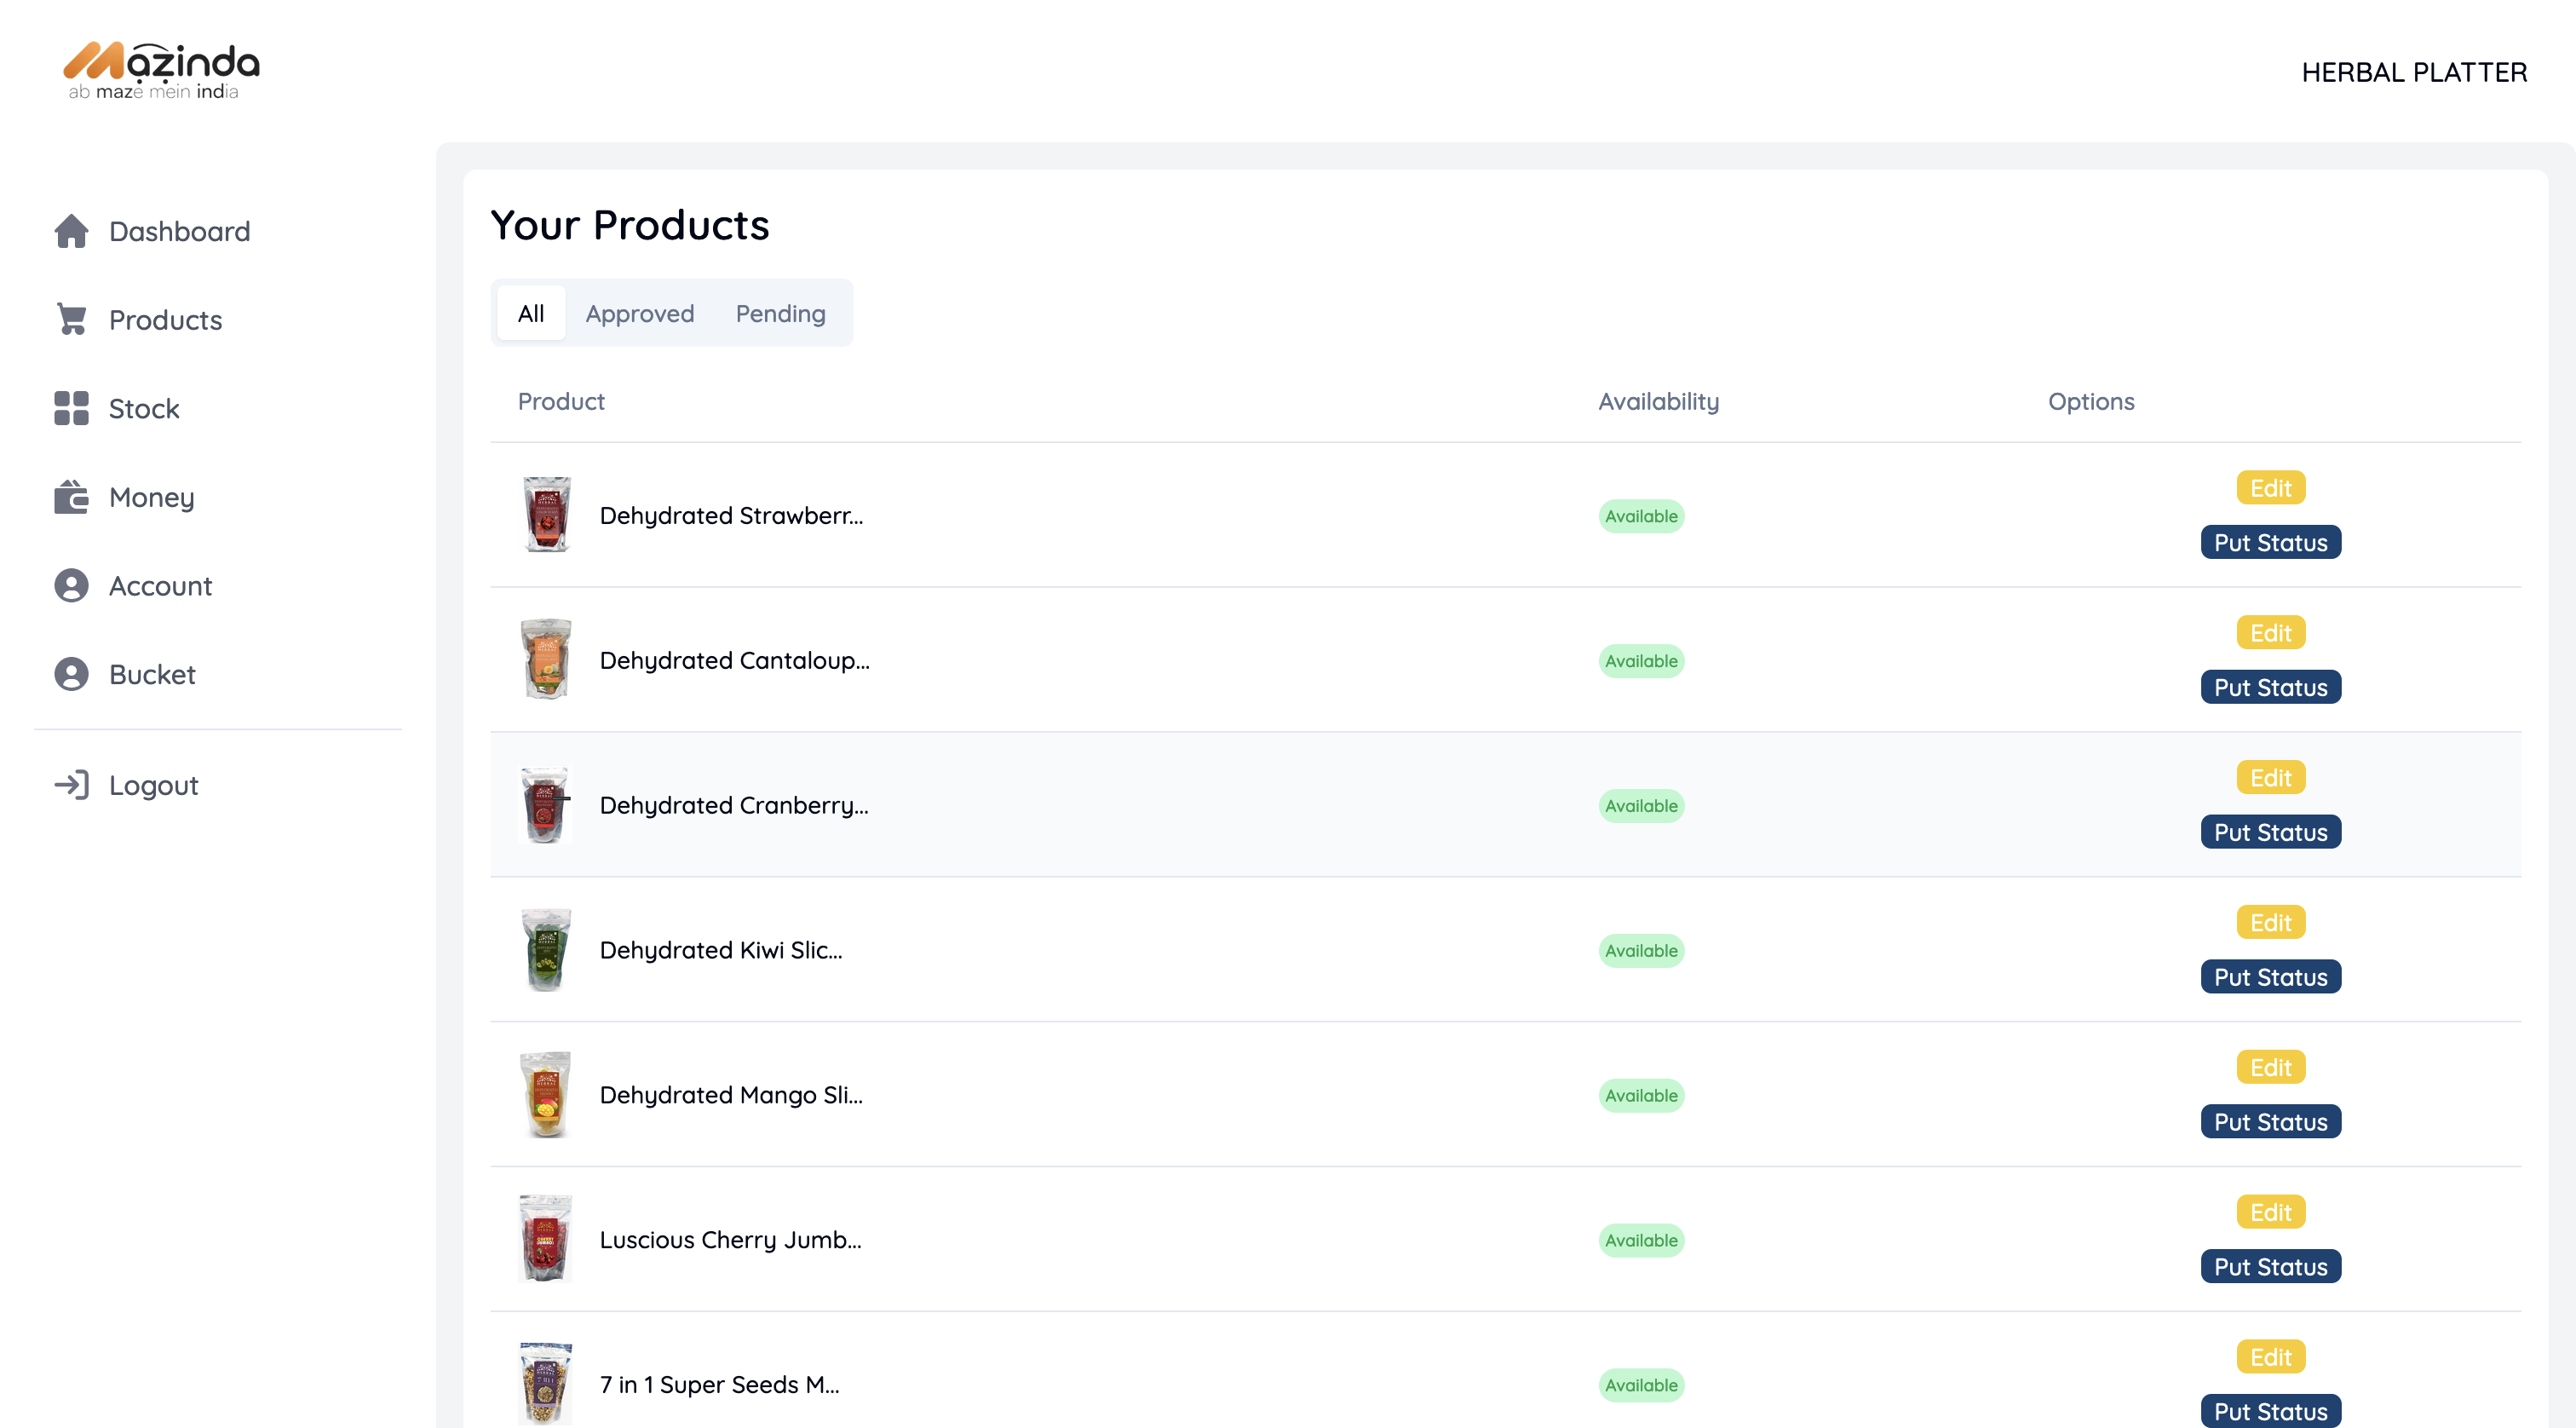 Mazinda
ab maze mein india
HERBAL PLATTER
Dashboard
Products
Stock
Money
Account
Bucket
Logout
Your Products
All Approved Pending
Product Availability Options
Dehydrated Strawberr... Available Edit
Put Status
Dehydrated Cantaloup... Available Edit
Put Status
Dehydrated Cranberry... Available Edit
Put Status
Dehydrated Kiwi Slic... Available Edit
Put Status
Dehydrated Mango Sli... Available Edit
Put Status
Luscious Cherry Jumb... Available Edit
Put Status
7 in 1 Super Seeds M... Available Edit
Put Status